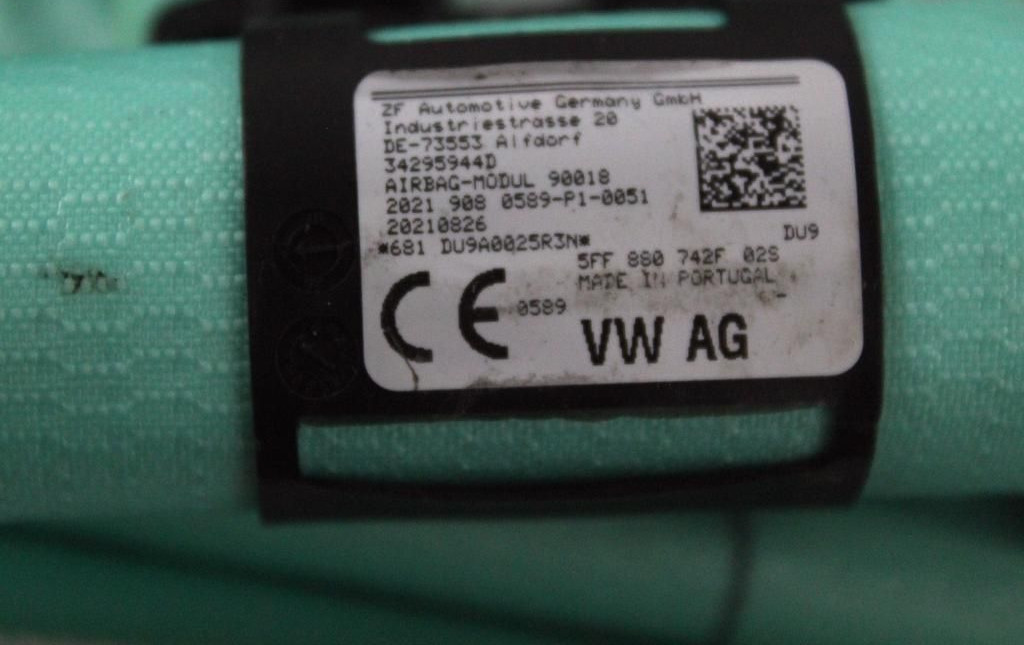 ZF Automotive Germany GmbH
Industriestrasse 20
DE-73553 Alfdorf
34295944D
AIRBAG-MODUL 90018
2021 908 0589-P1-0051
20210826
*681 DU9A0025R3N*
DU9
5FF 880 742F 02S
MADE IN PORTUGAL
CE 0589
VW AG